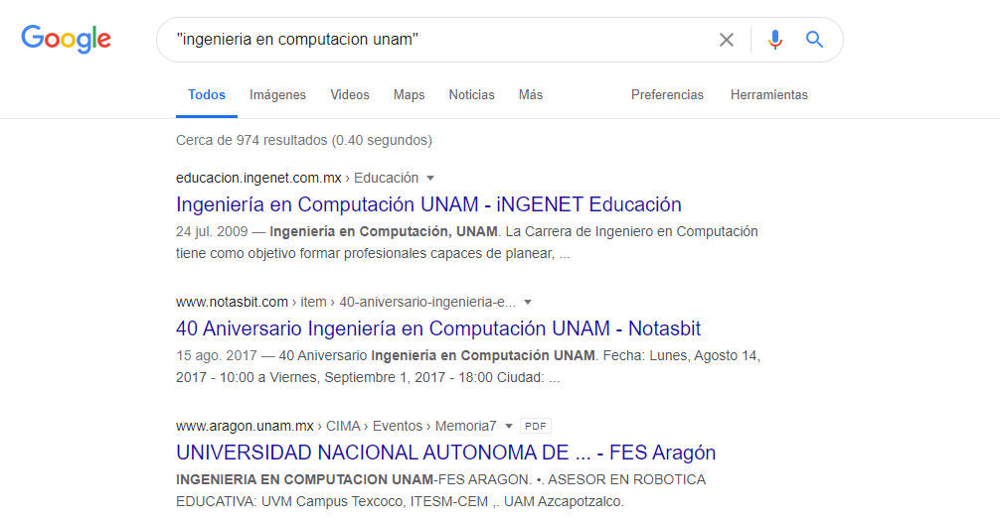 Google
"ingenieria en computacion unam"
Todos Imágenes Videos Maps Noticias Más Preferencias Herramientas
Cerca de 974 resultados (0.40 segundos)
educacion.ingenet.com.mx › Educación
Ingeniería en Computación UNAM - iNGENET Educación
24 jul. 2009 — Ingeniería en Computación, UNAM. La Carrera de Ingeniero en Computación
tiene como objetivo formar profesionales capaces de planear, ...
www.notasbit.com › item › 40-aniversario-ingenieria-e...
40 Aniversario Ingeniería en Computación UNAM - Notasbit
15 ago. 2017 — 40 Aniversario Ingeniería en Computación UNAM. Fecha: Lunes, Agosto 14,
2017 - 10:00 a Viernes, Septiembre 1, 2017 - 18:00 Ciudad: ...
www.aragon.unam.mx › CIMA › Eventos › Memoria7 PDF
UNIVERSIDAD NACIONAL AUTONOMA DE ... - FES Aragón
INGENIERIA EN COMPUTACION UNAM-FES ARAGON. •. ASESOR EN ROBOTICA
EDUCATIVA: UVM Campus Texcoco, ITESM-CEM ,. UAM Azcapotzalco.